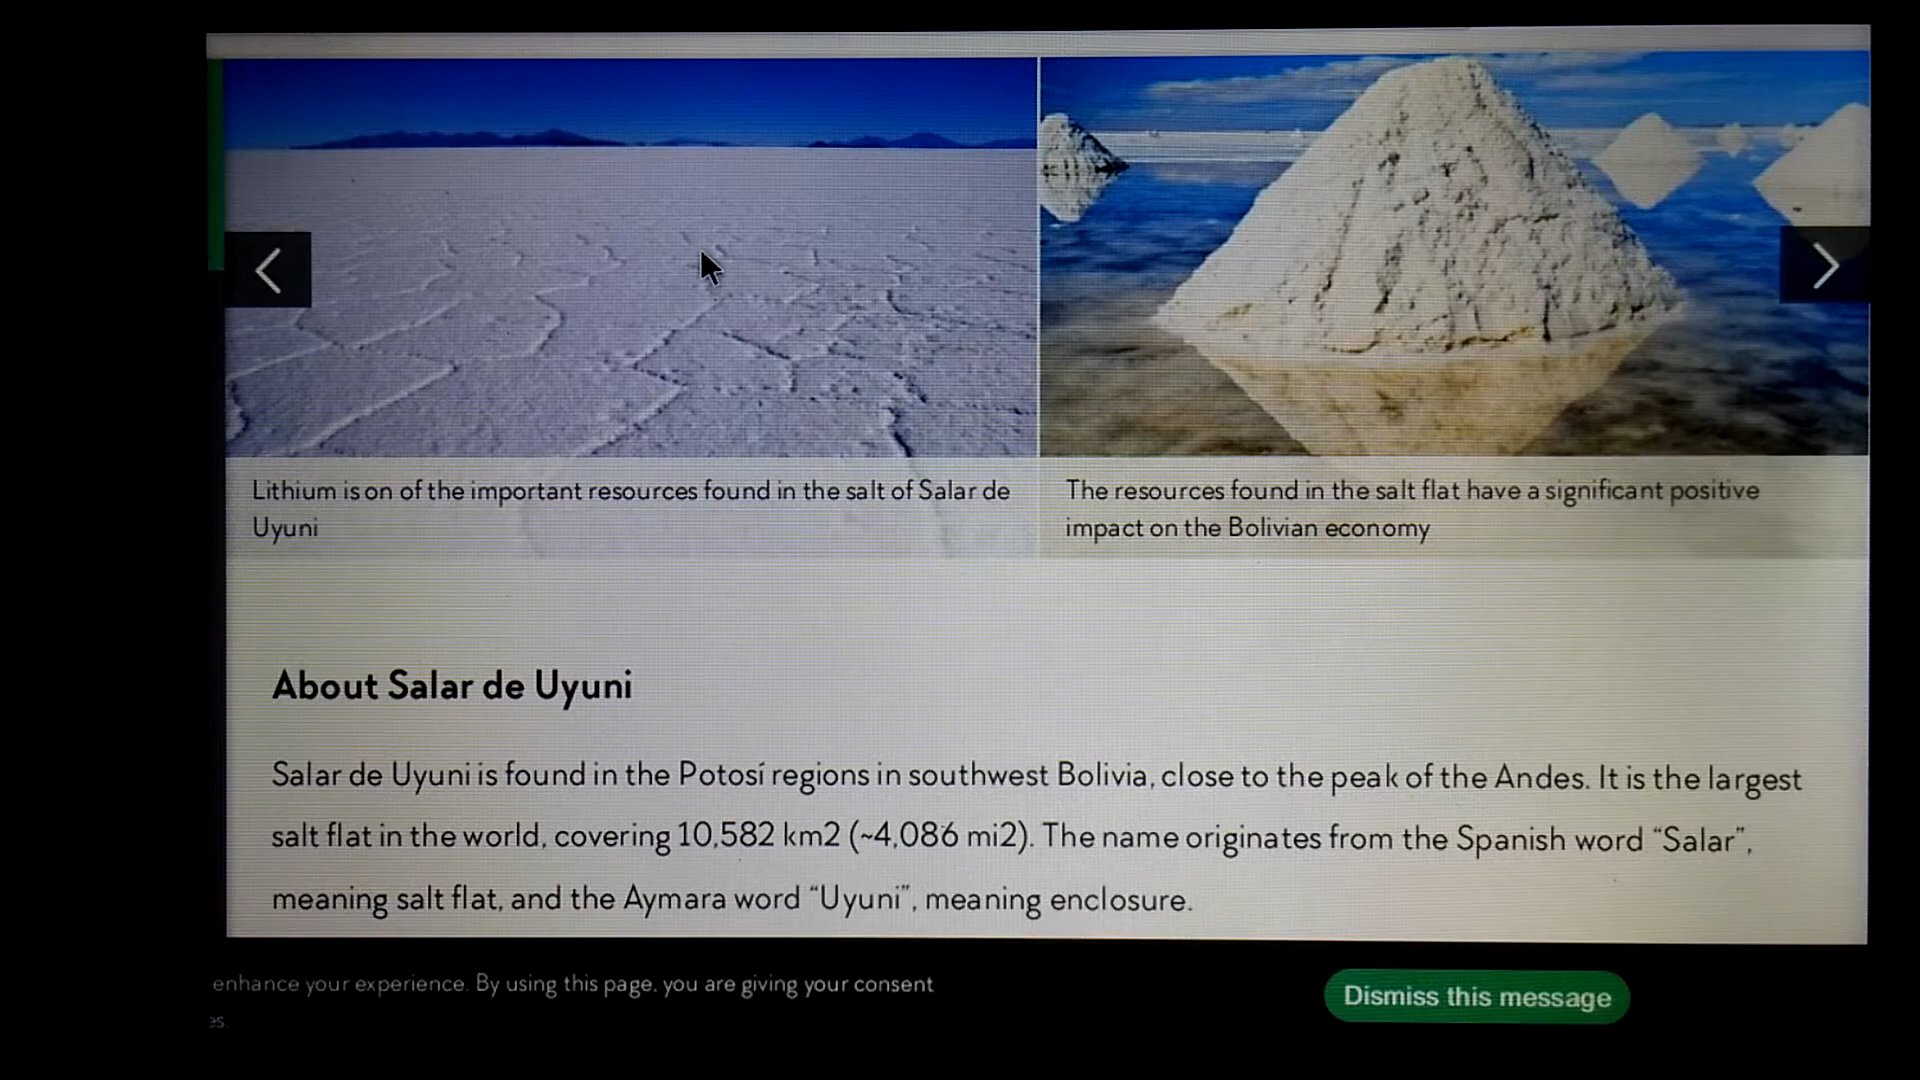 Lithium is on of the important resources found in the salt of Salar de
Uyuni
The resources found in the salt flat have a significant positive
impact on the Bolivian economy
About Salar de Uyuni
Salar de Uyuni is found in the Potosí regions in southwest Bolivia, close to the peak of the Andes. It is the largest
salt flat in the world, covering 10,582 km2 (~4,086 mi2). The name originates from the Spanish word “Salar”,
meaning salt flat, and the Aymara word “Uyuni”, meaning enclosure.
enhance your experience. By using this page, you are giving your consent
es.
Dismiss this message